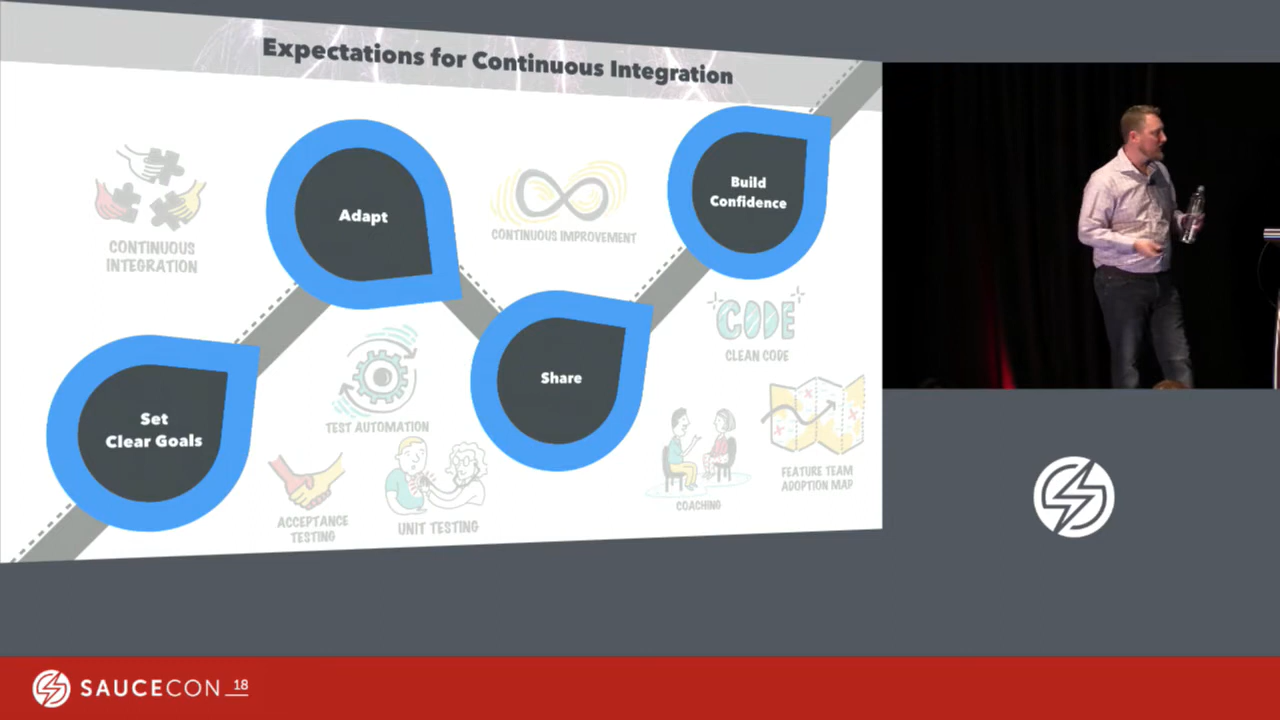 Expectations for Continuous Integration
CONTINUOUS
INTEGRATION
Adapt
CONTINUOUS IMPROVEMENT
Build
Confidence
Set
Clear Goals
TEST AUTOMATION
Share
CODE
CLEAN CODE
ACCEPTANCE
TESTING
UNIT TESTING
COACHING
FEATURE TEAM
ADOPTION MAP
SAUCECON 18